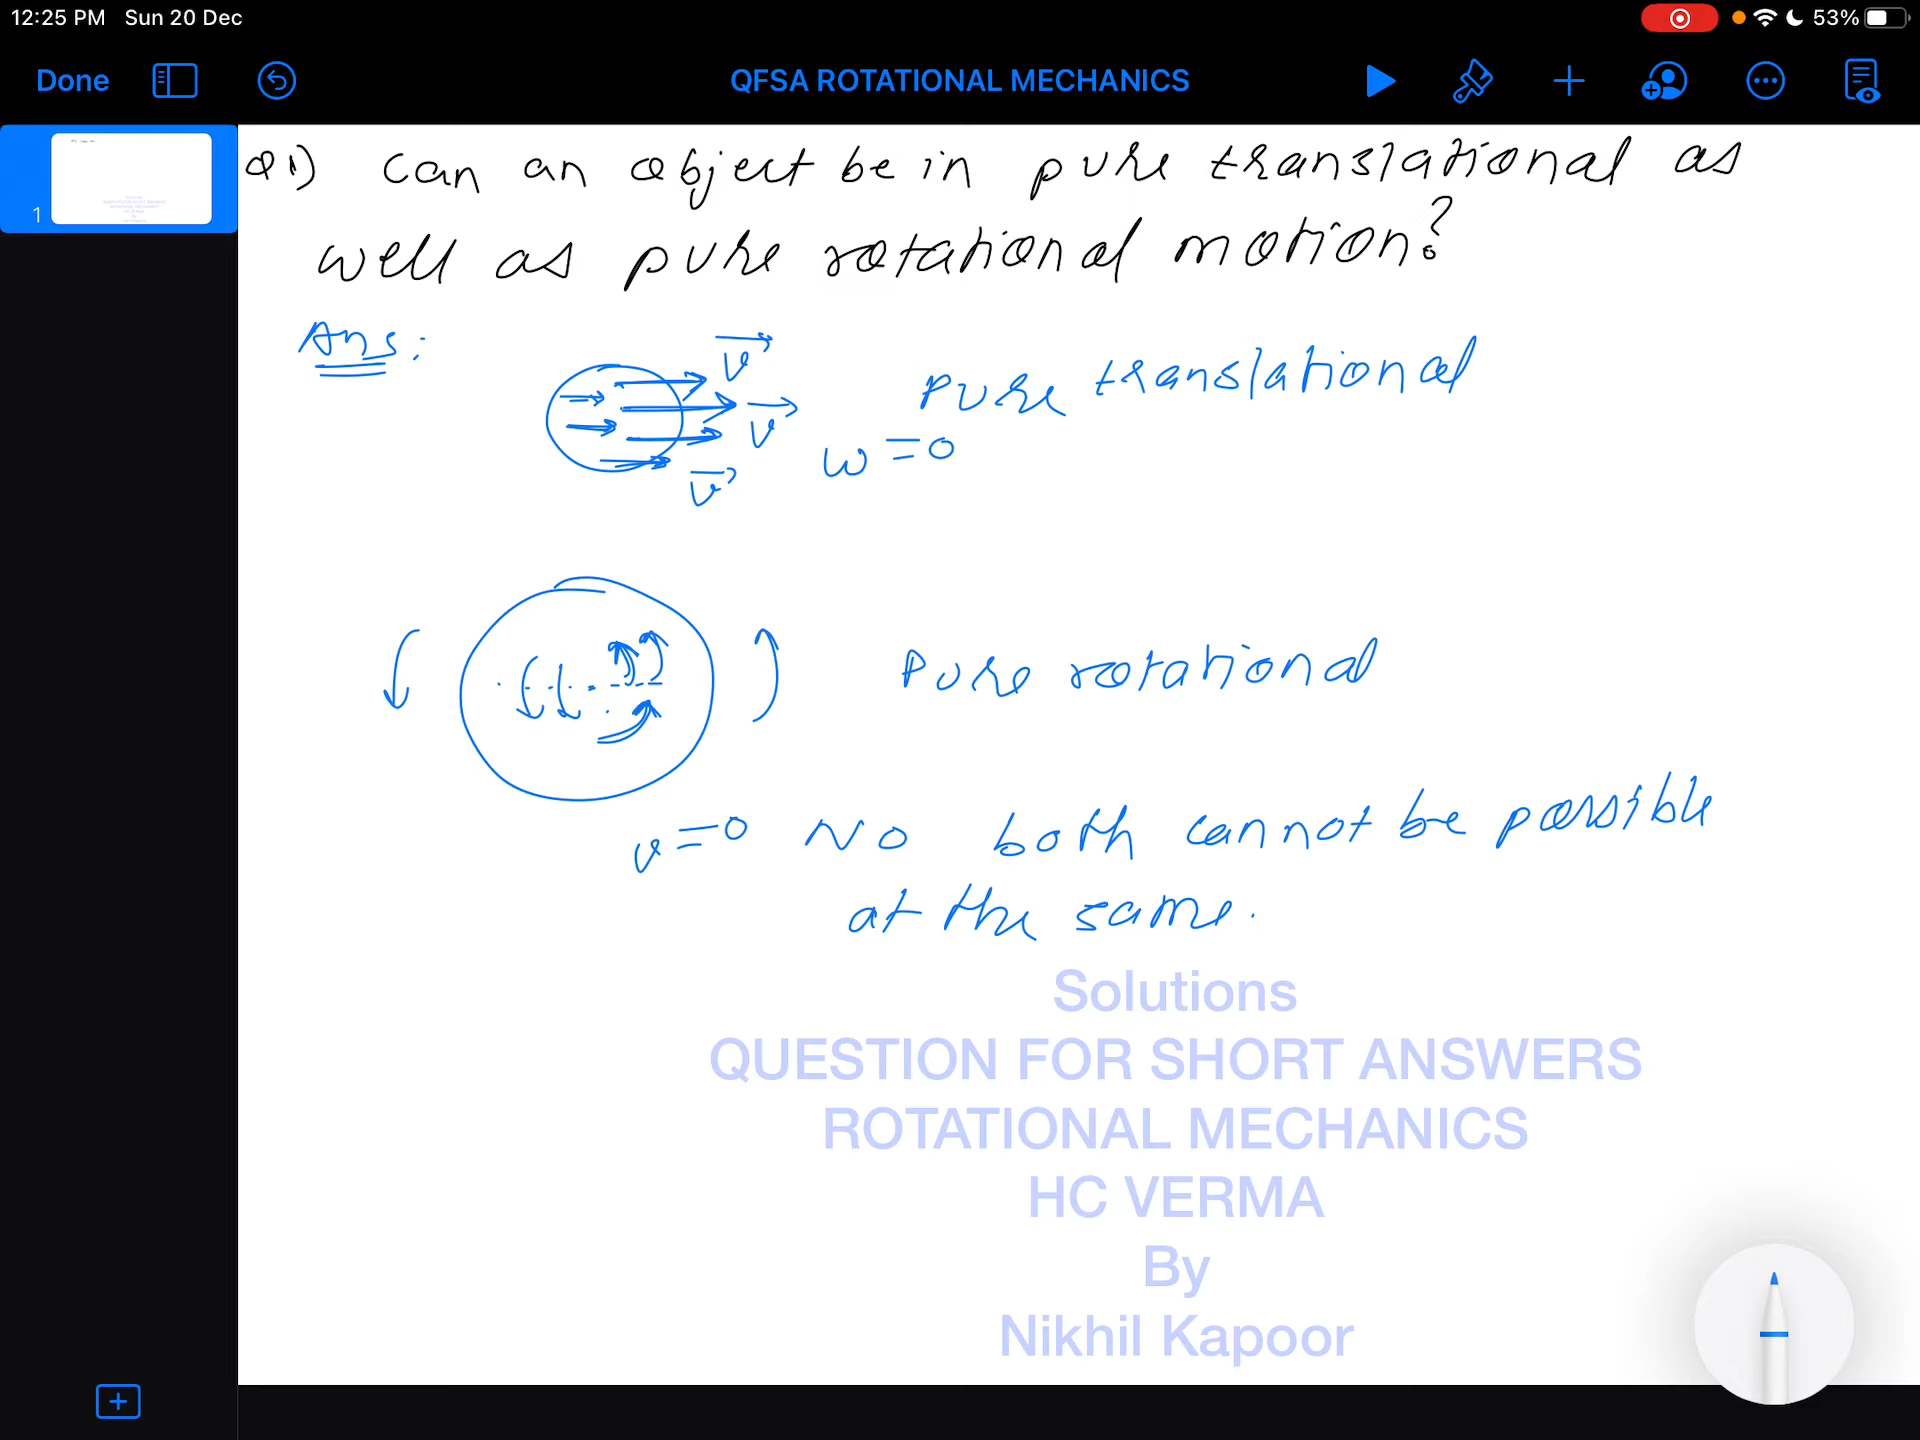 12:25 PM Sun 20 Dec 53%
Done QFSA ROTATIONAL MECHANICS
1
Q1) Can an object be in pure translational as
well as pure rotational motion?
Ans:
v
v
v
Pure translational
w = 0
Pure rotational
v = 0 No both cannot be possible
at the same.
Solutions
QUESTION FOR SHORT ANSWERS
ROTATIONAL MECHANICS
HC VERMA
By
Nikhil Kapoor